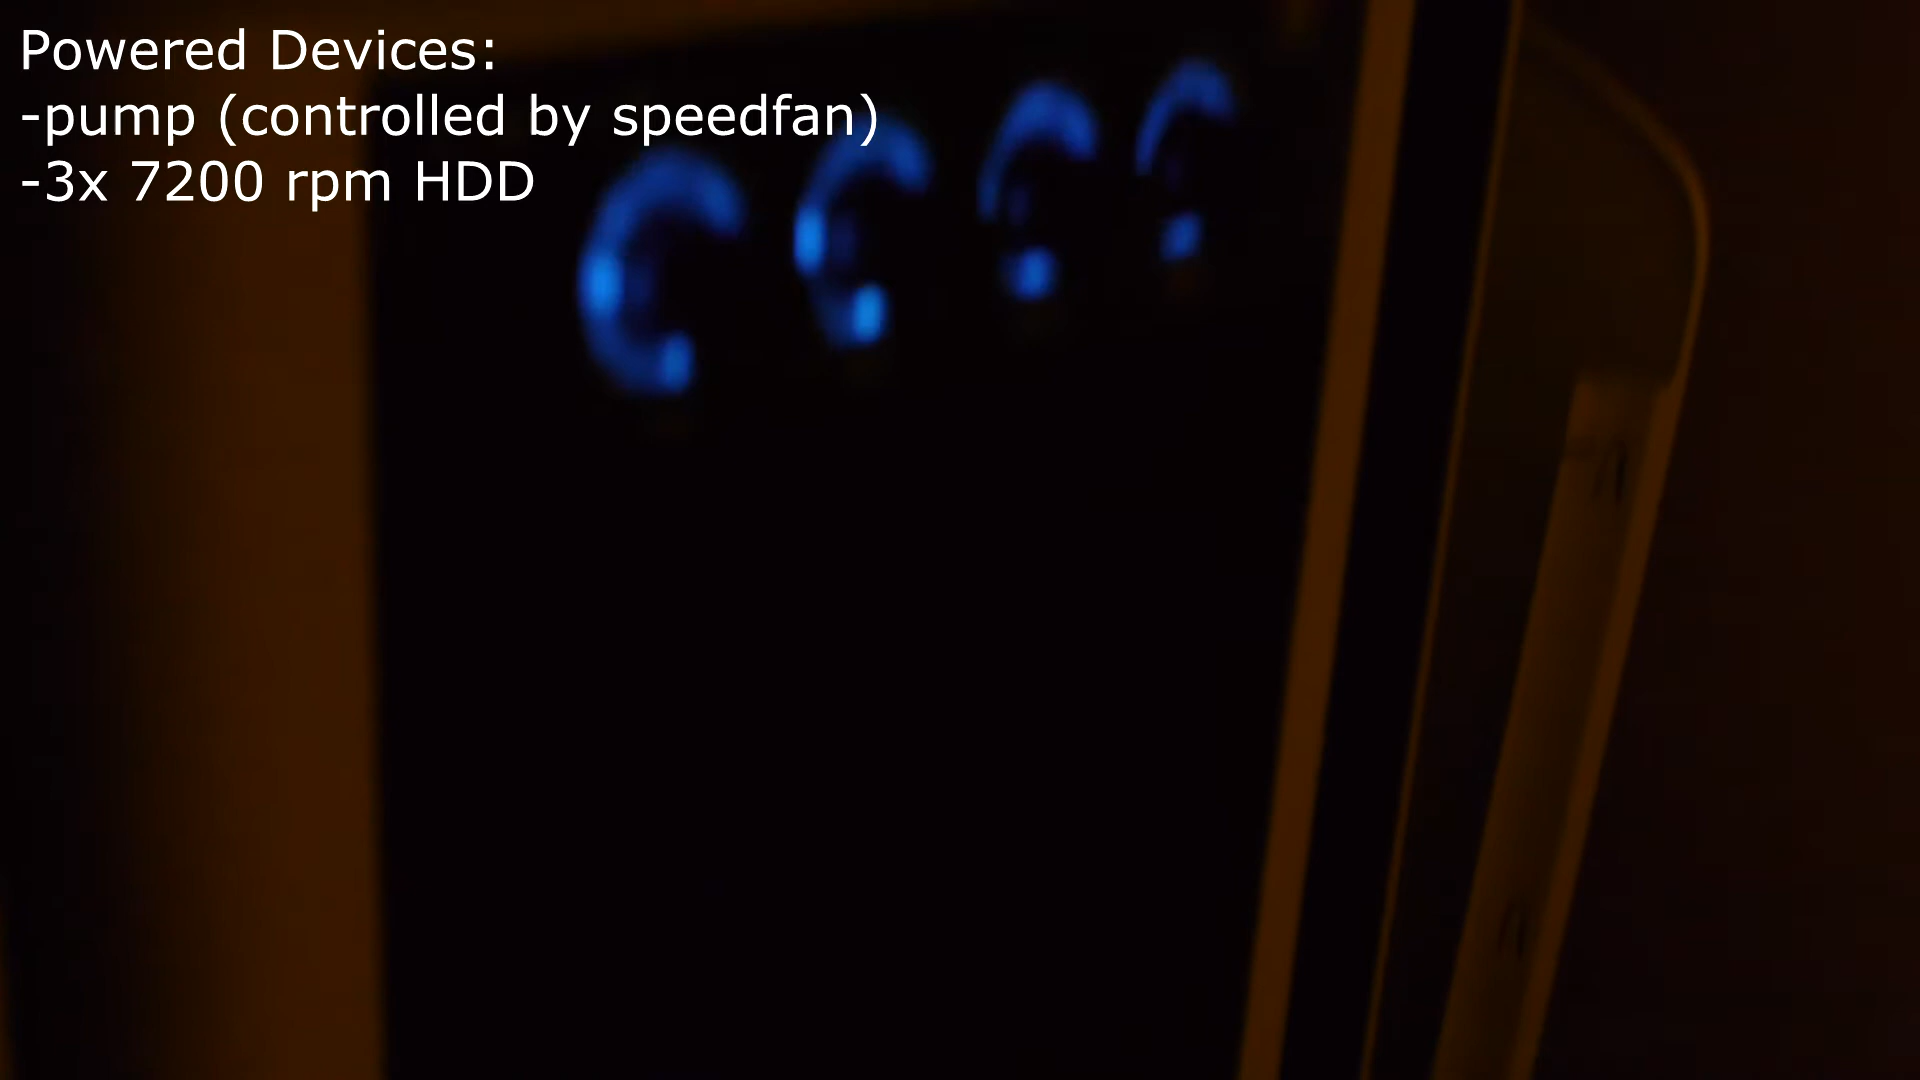 Powered Devices:
-pump (controlled by speedfan)
-3x 7200 rpm HDD